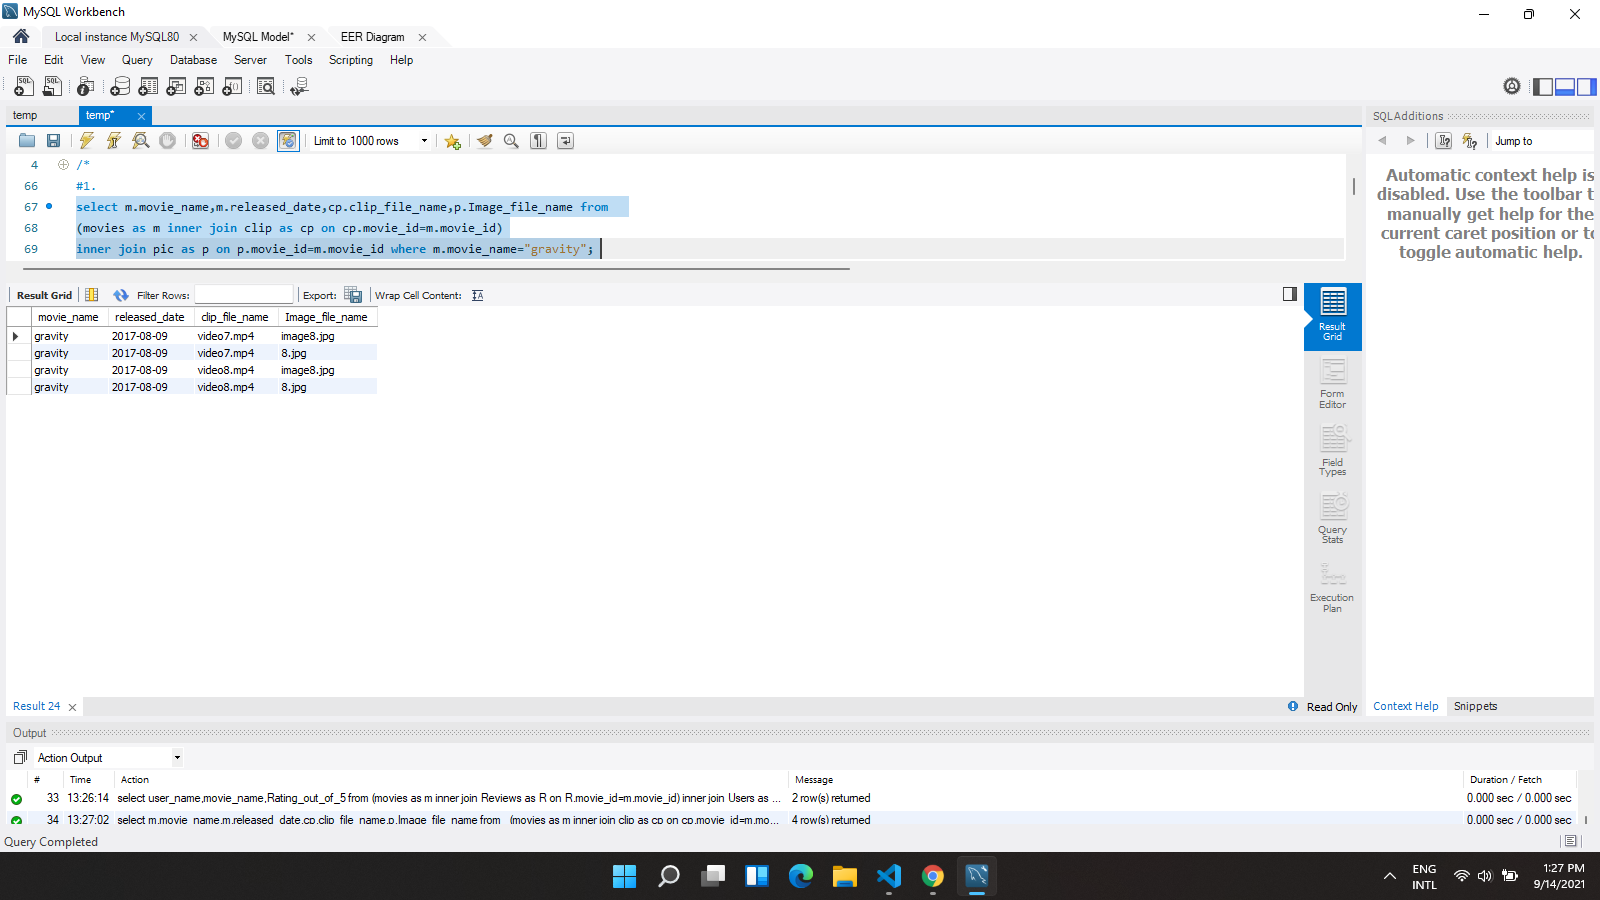 MySQL Workbench
Local instance MySQL80
MySQL Model*
EER Diagram
File Edit View Query Database Server Tools Scripting Help
temp
temp*
SQLAdditions
Limit to 1000 rows
Jump to
4 /*
66 #1.
67 select m.movie_name,m.released_date,cp.clip_file_name,p.Image_file_name from
68 (movies as m inner join clip as cp on cp.movie_id=m.movie_id)
69 inner join pic as p on p.movie_id=m.movie_id where m.movie_name="gravity";
Automatic context help is
disabled. Use the toolbar t
manually get help for the
current caret position or to
toggle automatic help.
Result Grid Filter Rows: Export: Wrap Cell Content:
movie_name released_date clip_file_name Image_file_name
gravity 2017-08-09 video7.mp4 image8.jpg
gravity 2017-08-09 video7.mp4 8.jpg
gravity 2017-08-09 video8.mp4 image8.jpg
gravity 2017-08-09 video8.mp4 8.jpg
Result
Grid
Form
Editor
Field
Types
Query
Stats
Execution
Plan
Result 24
Read Only
Context Help
Snippets
Output
Action Output
# Time Action Message Duration / Fetch
33 13:26:14 select user_name,movie_name,Rating_out_of_5 from (movies as m inner join Reviews as R on R.movie_id=m.movie_id) inner join Users as ... 2 row(s) returned 0.000 sec / 0.000 sec
34 13:27:02 select m.movie_name,m.released_date,cp.clip_file_name,p.Image_file_name from (movies as m inner join clip as cp on cp.movie_id=m.mo... 4 row(s) returned 0.000 sec / 0.000 sec
Query Completed
ENG
INTL
1:27 PM
9/14/2021